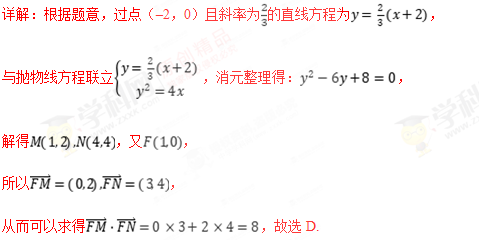 详解:根据题意,过点(–2,0)且斜率为2/3的直线方程为y = 2/3(x+2),
与抛物线方程联立{y = 2/3(x+2) y² = 4x ,消元整理得:y² − 6y + 8 = 0,
解得M(1,2),N(4,4),又F(1,0),
所以FM⃗ = (0,2),FN⃗ = (3 4),
从而可以求得FM⃗ · FN⃗ = 0 × 3 + 2 × 4 = 8,故选 D.